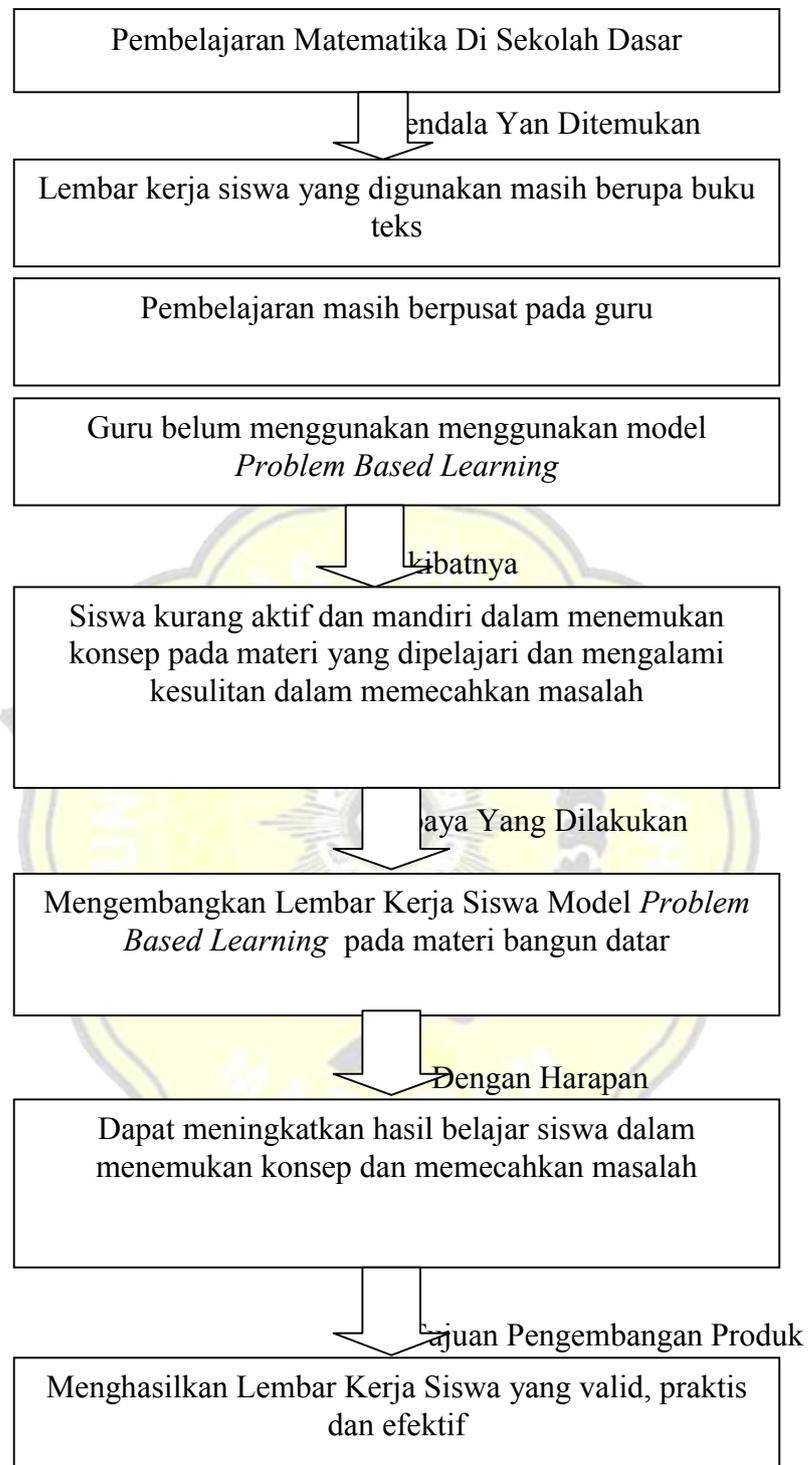 Pembelajaran Matematika Di Sekolah Dasar
endala Yan Ditemukan
Lembar kerja siswa yang digunakan masih berupa buku
teks
Pembelajaran masih berpusat pada guru
Guru belum menggunakan menggunakan model
Problem Based Learning
kibatnya
Siswa kurang aktif dan mandiri dalam menemukan
konsep pada materi yang dipelajari dan mengalami
kesulitan dalam memecahkan masalah
paya Yang Dilakukan
Mengembangkan Lembar Kerja Siswa Model Problem
Based Learning pada materi bangun datar
Dengan Harapan
Dapat meningkatkan hasil belajar siswa dalam
menemukan konsep dan memecahkan masalah
ujuan Pengembangan Produk
Menghasilkan Lembar Kerja Siswa yang valid, praktis
dan efektif